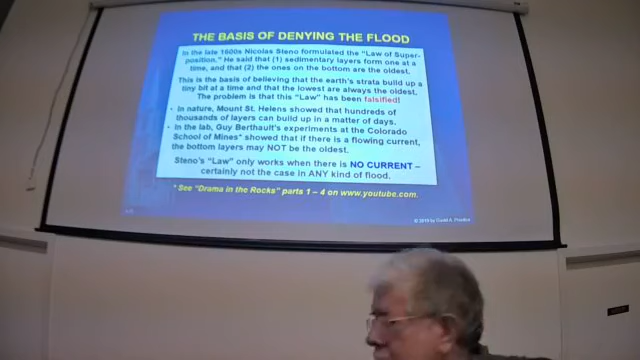 THE BASIS OF DENYING THE FLOOD
In the late 1600s Nicolas Steno formulated the "Law of Super-
position." He said that (1) sedimentary layers form one at a
time, and that (2) the ones on the bottom are the oldest.
This is the basis of believing that the earth's strata build up a
tiny bit at a time and that the lowest are always the oldest.
The problem is that this "Law" has been falsified!
• In nature, Mount St. Helens showed that hundreds of
thousands of layers can build up in a matter of days.
• In the lab, Guy Berthault's experiments at the Colorado
School of Mines* showed that if there is a flowing current,
the bottom layers may NOT be the oldest.
Steno's "Law" only works when there is NO CURRENT –
certainly not the case in ANY kind of flood.
* See "Drama in the Rocks" parts 1 – 4 on www.youtube.com.
by David A.